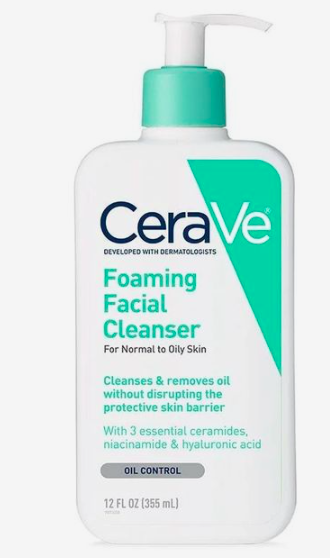 CeraVe®
DEVELOPED WITH DERMATOLOGISTS
Foaming
Facial
Cleanser
For Normal to Oily Skin
Cleanses & removes oil
without disrupting the
protective skin barrier
With 3 essential ceramides,
niacinamide & hyaluronic acid
OIL CONTROL
12 FL OZ (355 mL)